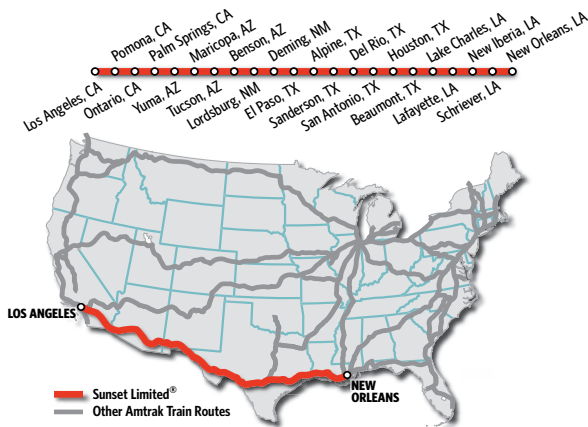 Pomona, CA
Palm Springs, CA
Maricopa, AZ
Benson, AZ
Deming, NM
Alpine, TX
Del Rio, TX
Houston, TX
Lake Charles, LA
New Iberia, LA
New Orleans, LA
Los Angeles, CA
Ontario, CA
Yuma, AZ
Tucson, AZ
Lordsburg, NM
El Paso, TX
Sanderson, TX
San Antonio, TX
Beaumont, TX
Lafayette, LA
Schriever, LA
LOS ANGELES
NEW
ORLEANS
Sunset Limited®
Other Amtrak Train Routes